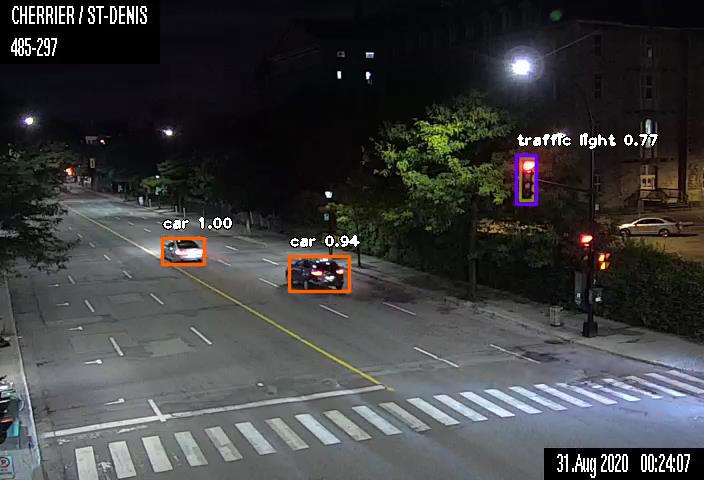 CHERRIER / ST-DENIS
485-297
traffic light 0.77
car 1.00
car 0.94
31.Aug 2020 00:24:07